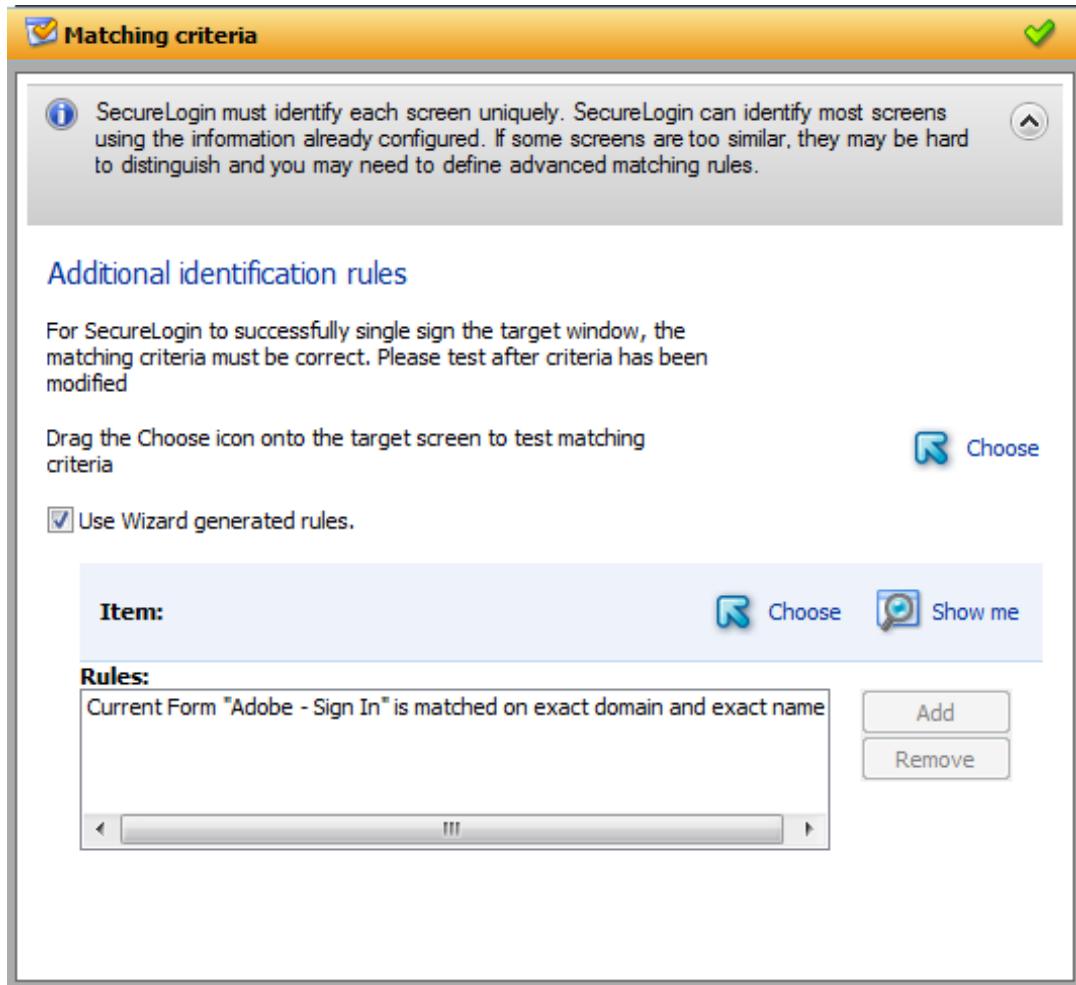 Matching criteria
SecureLogin must identify each screen uniquely. SecureLogin can identify most screens
using the information already configured. If some screens are too similar, they may be hard
to distinguish and you may need to define advanced matching rules.
Additional identification rules
For SecureLogin to successfully single sign the target window, the
matching criteria must be correct. Please test after criteria has been
modified
Drag the Choose icon onto the target screen to test matching
criteria
Choose
Use Wizard generated rules.
Item:
Choose
Show me
Rules:
Current Form "Adobe - Sign In" is matched on exact domain and exact name
Add
Remove